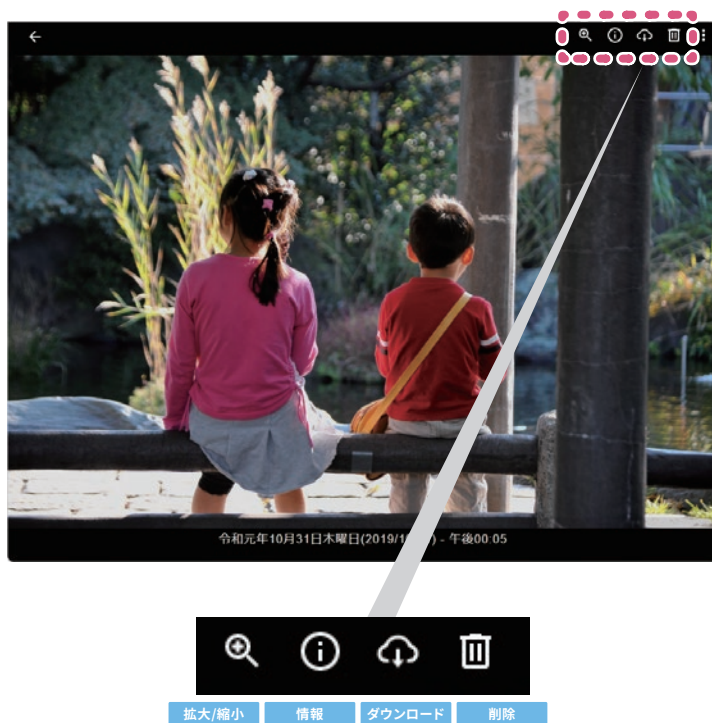 令和元年10月31日木曜日(2019/1 ) - 午後00:05
拡大/縮小
情報
ダウンロード
削除